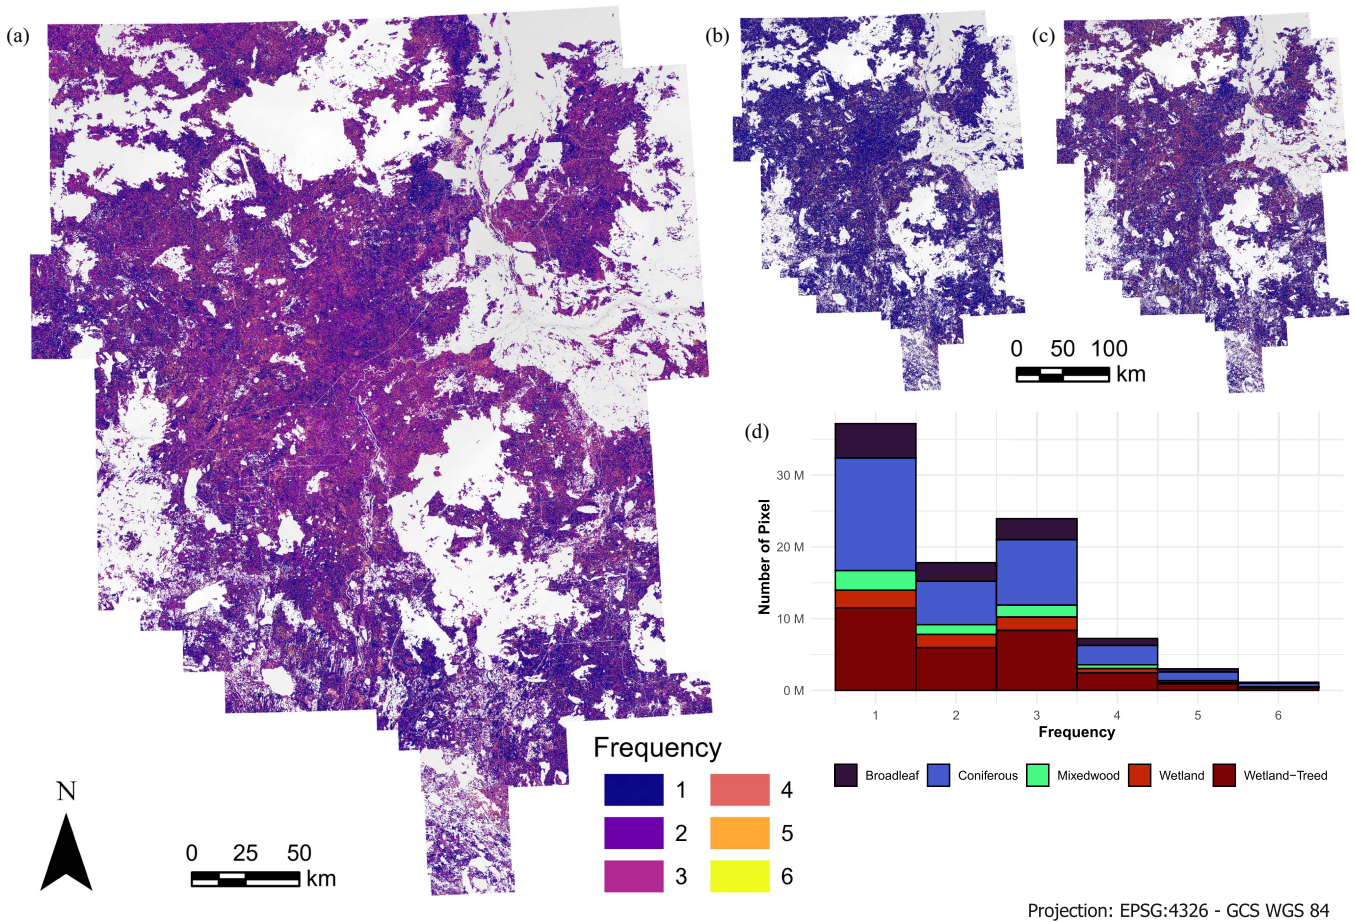 (a)
(b)
(c)
0 50 100
km
(d)
Number of Pixel
30 M
20 M
10 M
0 M
1 2 3 4 5 6
Frequency
Broadleaf Coniferous Mixedwood Wetland Wetland-Treed
Frequency
1 4
2 5
3 6
N
0 25 50
km
Projection: EPSG:4326 - GCS WGS 84